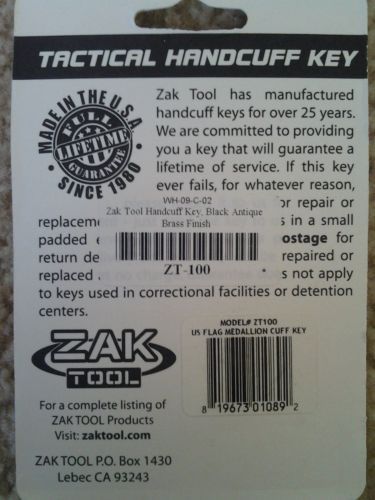 TACTICAL HANDCUFF KEY
MADE IN THE U.S.A.
FULL
LIFETIME
GUARANTEE
SINCE 1980
Zak Tool has manufactured
handcuff keys for over 25 years.
We are committed to providing
you a key that will guarantee a
lifetime of service. If this key
ever fails, for whatever reason,
WH-09-C-02
Zak Tool Handcuff Key, Black Antique
Brass Finish
ZT-100
or repair or
in a small
padded
ostage for
return
repaired or
replaced
s not apply
to keys used in correctional facilities or detention
centers.
ZAK
TOOL
For a complete listing of
ZAK TOOL Products
Visit: zaktool.com
ZAK TOOL P.O. Box 1430
Lebec CA 93243
MODEL# ZT100
US FLAG MEDALLION CUFF KEY
8 19673 01089 2